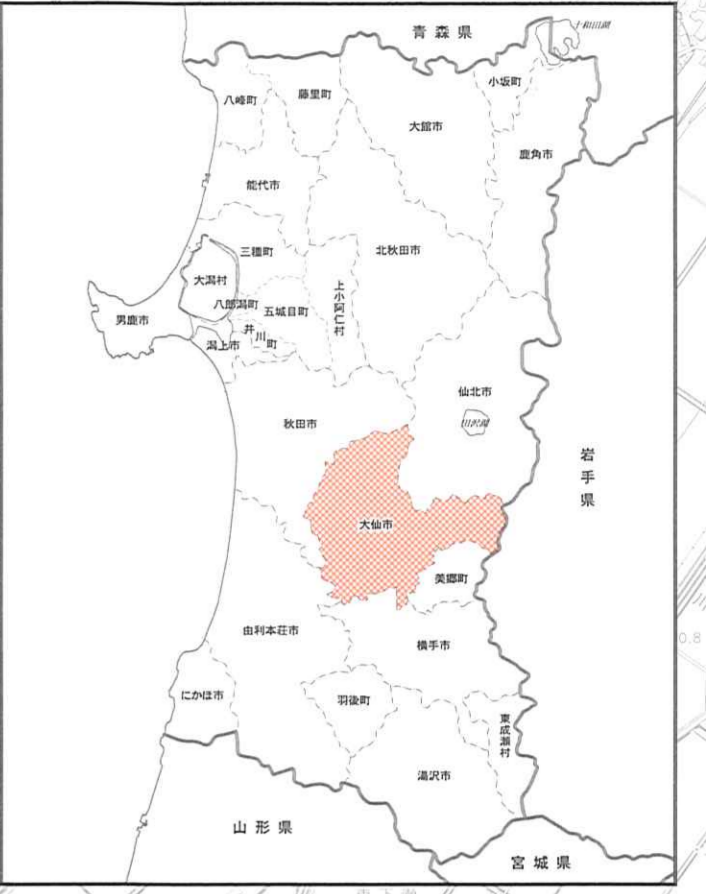 青森県
十和田湖
小坂町
八峰町
藤里町
大館市
鹿角市
能代市
三種町
北秋田市
大潟村
八郎潟町
五城目町
上小阿仁村
男鹿市
潟上市
井川町
仙北市
田沢湖
秋田市
岩手県
大仙市
美郷町
由利本荘市
横手市
0.8
にかほ市
羽後町
東成瀬村
湯沢市
山形県
宮城県